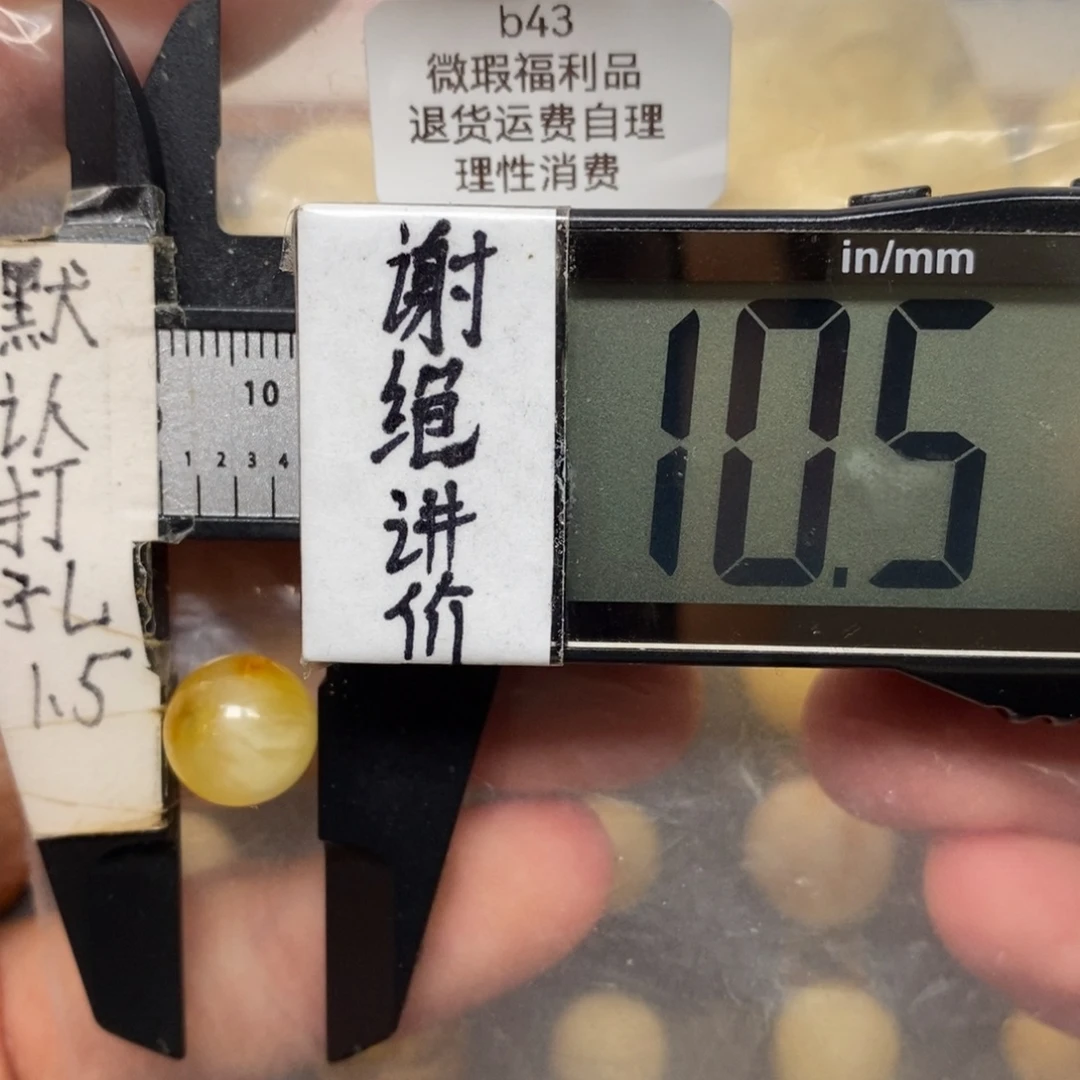 b43
微瑕福利品
退货运费自理
理性消费
in/mm
10.5
谢绝讲价
10
1 2 3 4
默认打孔
1.5